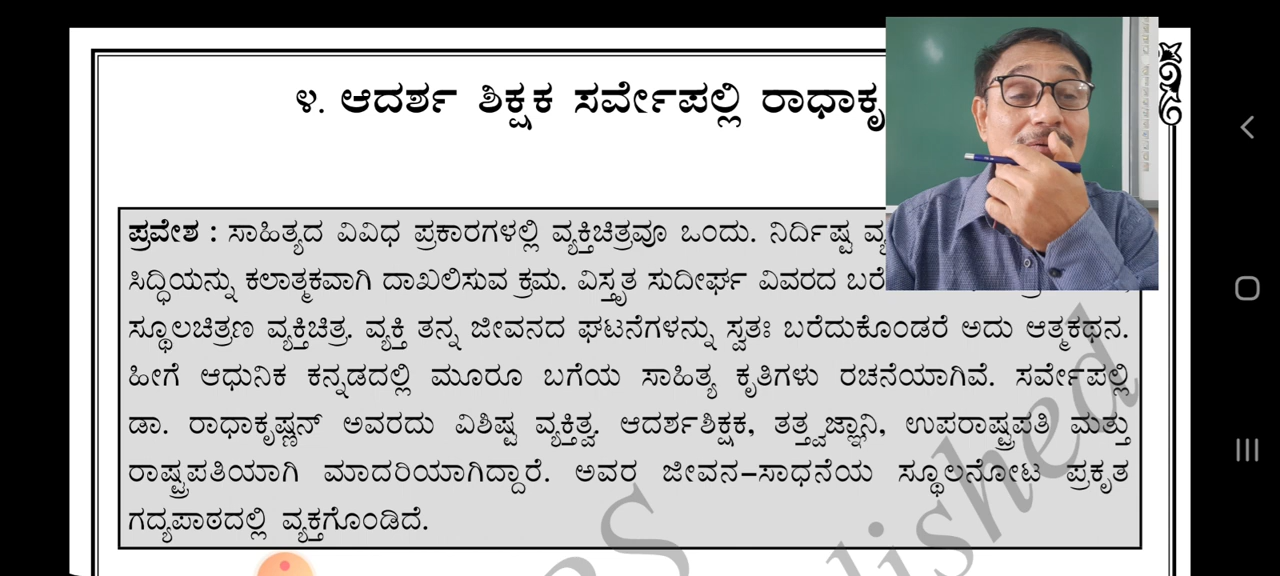 ೪. ಆದರ್ಶ ಶಿಕ್ಷಕ ಸರ್ವೇಪಲ್ಲಿ ರಾಧಾಕೃ
ಪ್ರವೇಶ : ಸಾಹಿತ್ಯದ ವಿವಿಧ ಪ್ರಕಾರಗಳಲ್ಲಿ ವ್ಯಕ್ತಿಚಿತ್ರವೂ ಒಂದು. ನಿರ್ದಿಷ್ಟ
ಸಿದ್ಧಿಯನ್ನು ಕಲಾತ್ಮಕವಾಗಿ ದಾಖಲಿಸುವ ಕ್ರಮ. ವಿಸ್ತೃತ ಸುದೀರ್ಘ ವಿವರದ ಬರೆ
ಸ್ಥೂಲಚಿತ್ರಣ ವ್ಯಕ್ತಿಚಿತ್ರ. ವ್ಯಕ್ತಿ ತನ್ನ ಜೀವನದ ಘಟನೆಗಳನ್ನು ಸ್ವತಃ ಬರೆದುಕೊಂಡರೆ ಅದು ಆತ್ಮಕಥನ.
ಹೀಗೆ ಆಧುನಿಕ ಕನ್ನಡದಲ್ಲಿ ಮೂರೂ ಬಗೆಯ ಸಾಹಿತ್ಯ ಕೃತಿಗಳು ರಚನೆಯಾಗಿವೆ. ಸರ್ವೇಪಲ್ಲಿ
ಡಾ. ರಾಧಾಕೃಷ್ಣನ್ ಅವರದು ವಿಶಿಷ್ಟ ವ್ಯಕ್ತಿತ್ವ. ಆದರ್ಶಶಿಕ್ಷಕ, ತತ್ತ್ವಜ್ಞಾನಿ, ಉಪರಾಷ್ಟ್ರಪತಿ ಮತ್ತು
ರಾಷ್ಟ್ರಪತಿಯಾಗಿ ಮಾದರಿಯಾಗಿದ್ದಾರೆ. ಅವರ ಜೀವನ–ಸಾಧನೆಯ ಸ್ಥೂಲನೋಟ ಪ್ರಕೃತ
ಗದ್ಯಪಾಠದಲ್ಲಿ ವ್ಯಕ್ತಗೊಂಡಿದೆ.